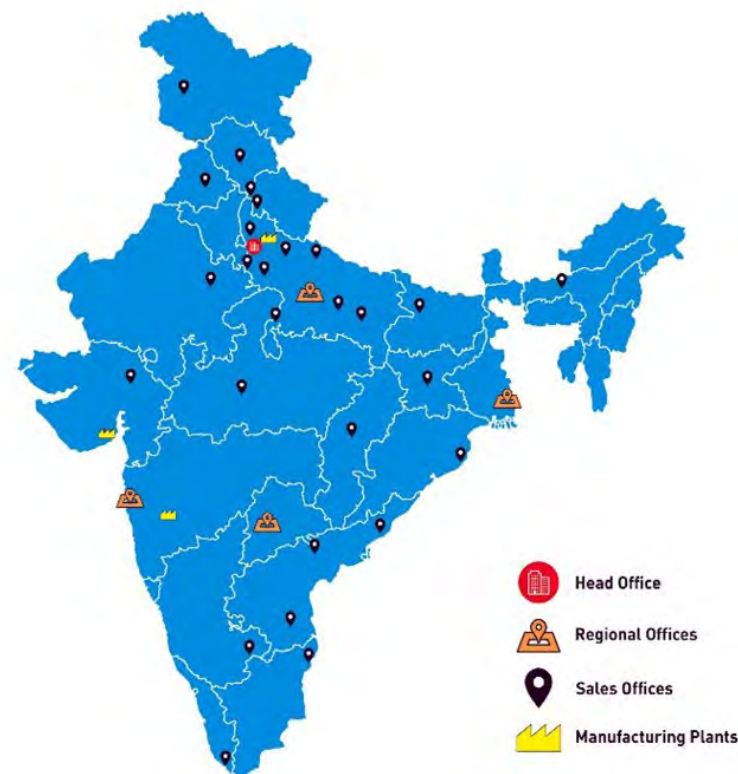 Head Office
Regional Offices
Sales Offices
Manufacturing Plants